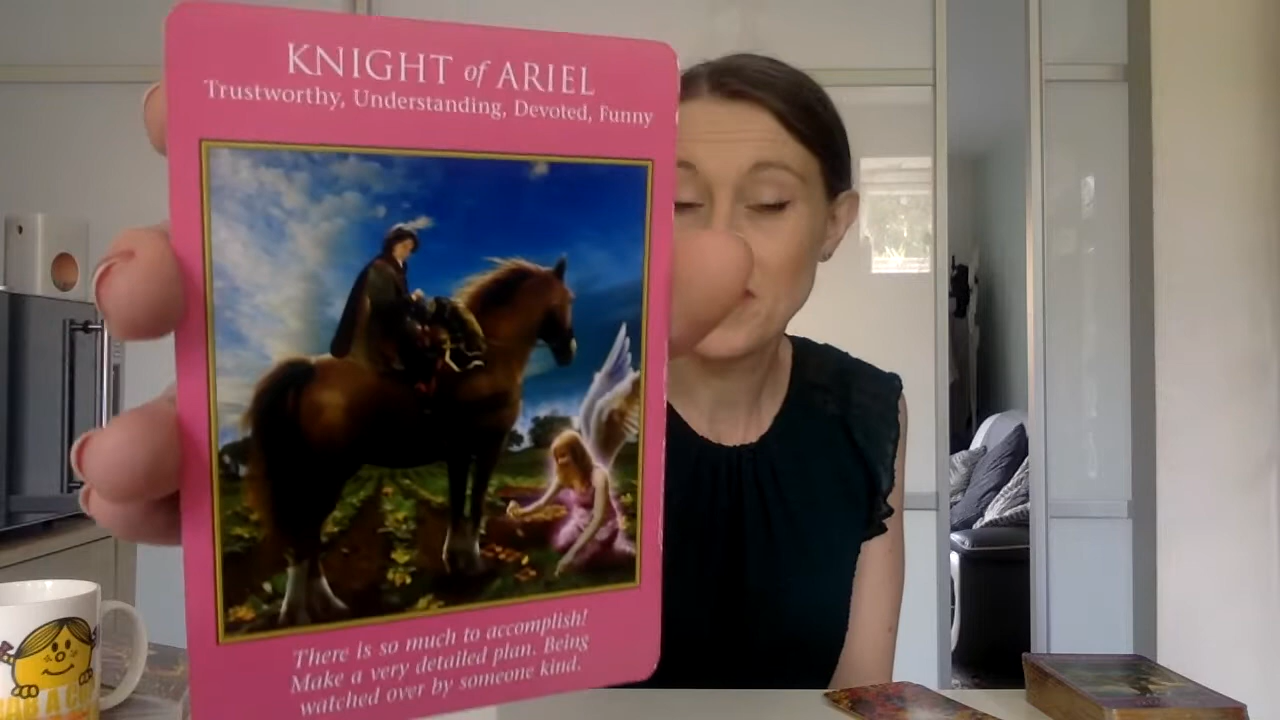 KNIGHT of ARIEL
Trustworthy, Understanding, Devoted, Funny
There is so much to accomplish!
Make a very detailed plan. Being
watched over by someone kind.